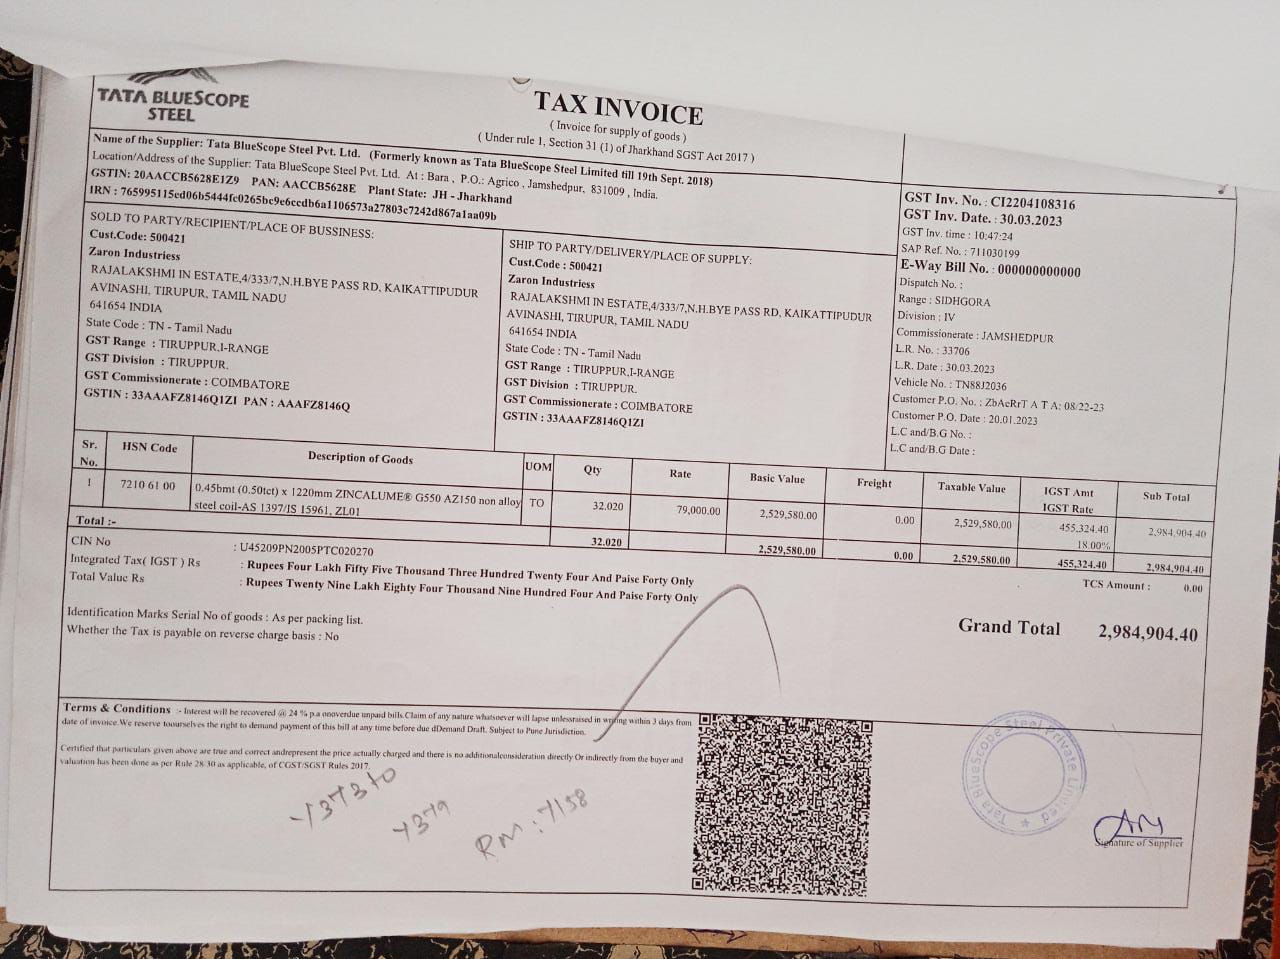 TATA BLUESCOPE
STEEL
TAX INVOICE
( Invoice for supply of goods )
( Under rule 1, Section 31 (1) of Jharkhand SGST Act 2017 )
Name of the Supplier: Tata BlueScope Steel Pvt. Ltd. (Formerly known as Tata BlueScope Steel Limited till 19th Sept. 2018)
Location/Address of the Supplier: Tata BlueScope Steel Pvt. Ltd. At : Bara , P.O.: Agrico , Jamshedpur, 831009 , India.
GSTIN: 20AACCB5628E1Z9 PAN: AACCB5628E Plant State: JH - Jharkhand
IRN : 765995115ed06b5444fc0265bc9e6ccdb6a1106573a27803c7242d867a1aa09b
GST Inv. No. : CI2204108316
GST Inv. Date. : 30.03.2023
GST Inv. time : 10:47:24
SAP Ref. No. : 711030199
E-Way Bill No. : 000000000000
Dispatch No. :
Range : SIDHGORA
Division : IV
Commissionerate : JAMSHEDPUR
L.R. No. : 33706
L.R. Date : 30.03.2023
Vehicle No. : TN88J2036
Customer P.O. No. : ZbAeRrT A T A: 08/22-23
Customer P.O. Date : 20.01.2023
L.C and/B.G No. :
L.C and/B.G Date :
SOLD TO PARTY/RECIPIENT/PLACE OF BUSSINESS:
Cust.Code: 500421
Zaron Industriess
RAJALAKSHMI IN ESTATE,4/333/7,N.H.BYE PASS RD, KAIKATTIPUDUR
AVINASHI, TIRUPUR, TAMIL NADU
641654 INDIA
State Code : TN - Tamil Nadu
GST Range : TIRUPPUR,I-RANGE
GST Division : TIRUPPUR.
GST Commissionerate : COIMBATORE
GSTIN : 33AAAFZ8146Q1ZI PAN : AAAFZ8146Q
SHIP TO PARTY/DELIVERY/PLACE OF SUPPLY:
Cust.Code : 500421
Zaron Industriess
RAJALAKSHMI IN ESTATE,4/333/7,N.H.BYE PASS RD, KAIKATTIPUDUR
AVINASHI, TIRUPUR, TAMIL NADU
641654 INDIA
State Code : TN - Tamil Nadu
GST Range : TIRUPPUR,I-RANGE
GST Division : TIRUPPUR.
GST Commissionerate : COIMBATORE
GSTIN : 33AAAFZ8146Q1ZI
Sr. No. HSN Code Description of Goods UOM Qty Rate Basic Value Freight Taxable Value IGST Amt IGST Rate Sub Total
1 7210 61 00 0.45bmt (0.50tct) x 1220mm ZINCALUME® G550 AZ150 non alloy TO 32.020 79,000.00 2,529,580.00 0.00 2,529,580.00 455,324.40 2,984,904.40
steel coil-AS 1397/IS 15961, ZL01 18.00%
Total :- 32.020 2,529,580.00 0.00 2,529,580.00 455,324.40 2,984,904.40
CIN No : U45209PN2005PTC020270
Integrated Tax( IGST ) Rs : Rupees Four Lakh Fifty Five Thousand Three Hundred Twenty Four And Paise Forty Only
Total Value Rs : Rupees Twenty Nine Lakh Eighty Four Thousand Nine Hundred Four And Paise Forty Only
TCS Amount : 0.00
Identification Marks Serial No of goods : As per packing list.
Whether the Tax is payable on reverse charge basis : No
Grand Total 2,984,904.40
Terms & Conditions :- Interest will be recovered @ 24 % p.a onoverdue unpaid bills.Claim of any nature whatsoever will lapse unlessraised in writing within 3 days from
date of invoice.We reserve toourselves the right to demand payment of this bill at any time before due dDemand Draft. Subject to Pune Jurisdiction.
Certified that particulars given above are true and correct andrepresent the price actually charged and there is no additionalconsideration directly Or indirectly from the buyer and
valuation has been done as per Rule 28-30 as applicable, of CGST/SGST Rules 2017.
RM : 7158
Tata BlueScope Steel Private Limited
Signature of Supplier